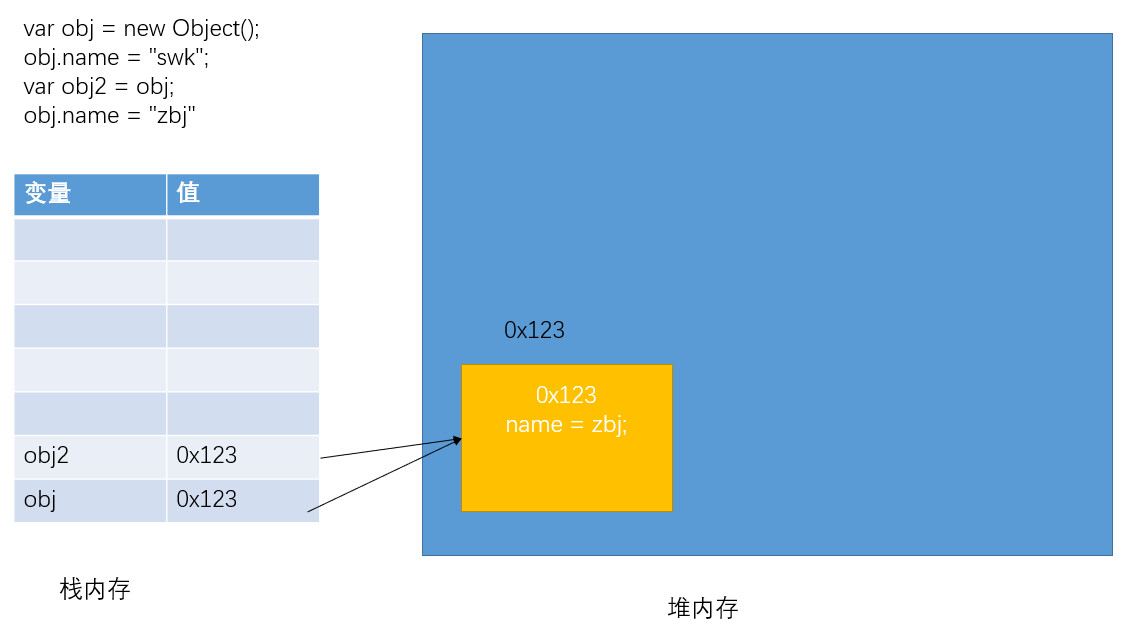 var obj = new Object();
obj.name = "swk";
var obj2 = obj;
obj.name = "zbj"
变量 值
obj2 0x123
obj 0x123
栈内存
0x123
0x123
name = zbj;
堆内存